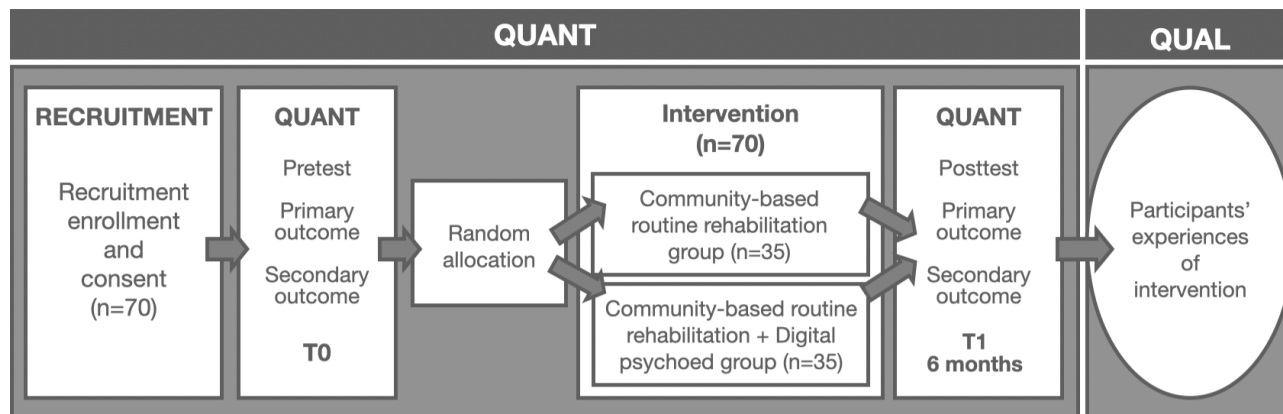 QUANT
QUAL
RECRUITMENT
Recruitment
enrollment
and
consent
(n=70)
QUANT
Pretest
Primary
outcome
Secondary
outcome
T0
Random
allocation
Intervention
(n=70)
Community-based
routine rehabilitation
group (n=35)
Community-based routine
rehabilitation + Digital
psychoed group (n=35)
QUANT
Posttest
Primary
outcome
Secondary
outcome
T1
6 months
Participants’
experiences
of
intervention